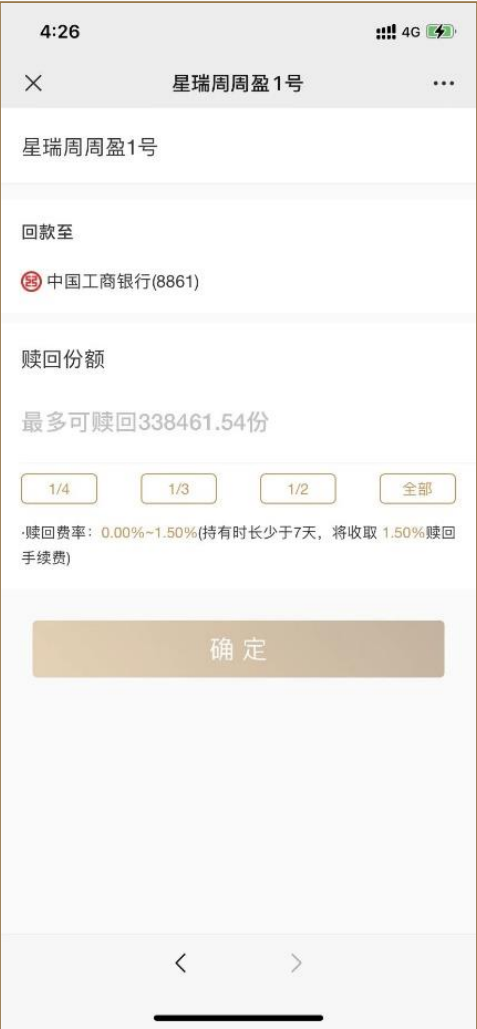 4:26
4G
星瑞周周盈1号
星瑞周周盈1号
回款至
中国工商银行(8861)
赎回份额
最多可赎回338461.54份
1/4 1/3 1/2 全部
·赎回费率：0.00%~1.50%(持有时长少于7天，将收取 1.50%赎回
手续费)
确定